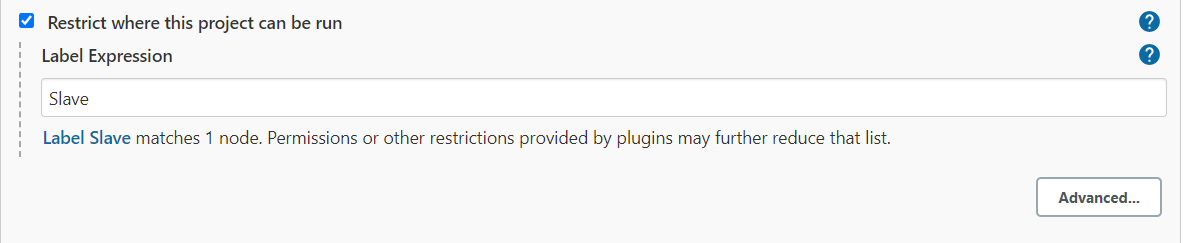 Restrict where this project can be run
?
Label Expression
?
Slave
Label Slave matches 1 node. Permissions or other restrictions provided by plugins may further reduce that list.
Advanced...